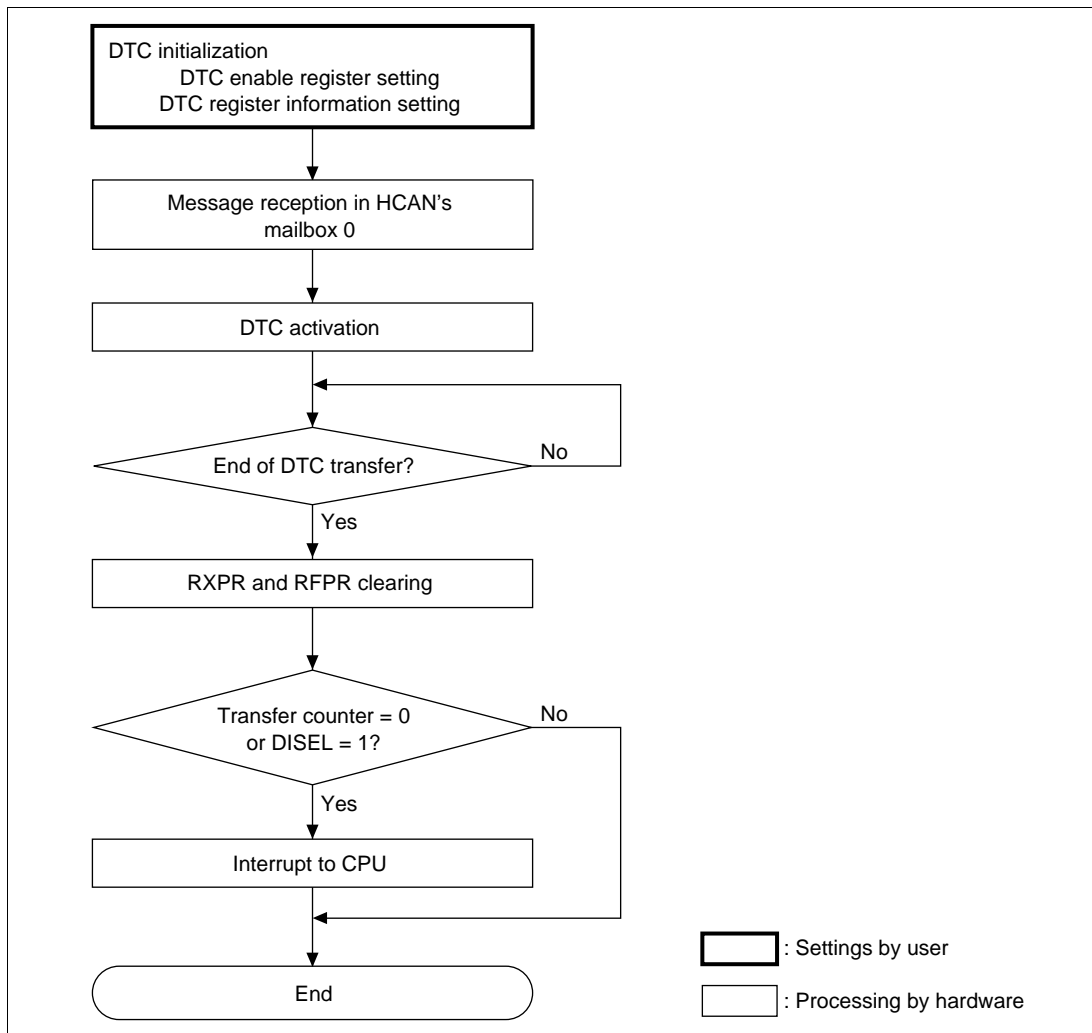 DTC initialization
DTC enable register setting
DTC register information setting
Message reception in HCAN's
mailbox 0
DTC activation
End of DTC transfer?
No
Yes
RXPR and RFPR clearing
Transfer counter = 0
or DISEL = 1?
No
Yes
Interrupt to CPU
End
: Settings by user
: Processing by hardware